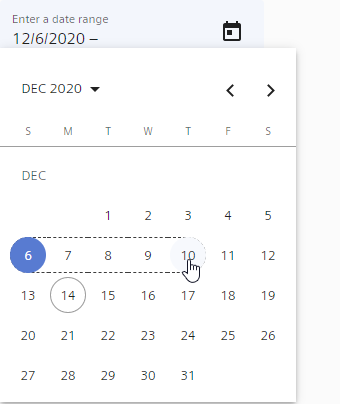 Enter a date range
12/6/2020 –
DEC 2020
S M T W T F S
DEC
1 2 3 4 5
6 7 8 9 10 11 12
13 14 15 16 17 18 19
20 21 22 23 24 25 26
27 28 29 30 31